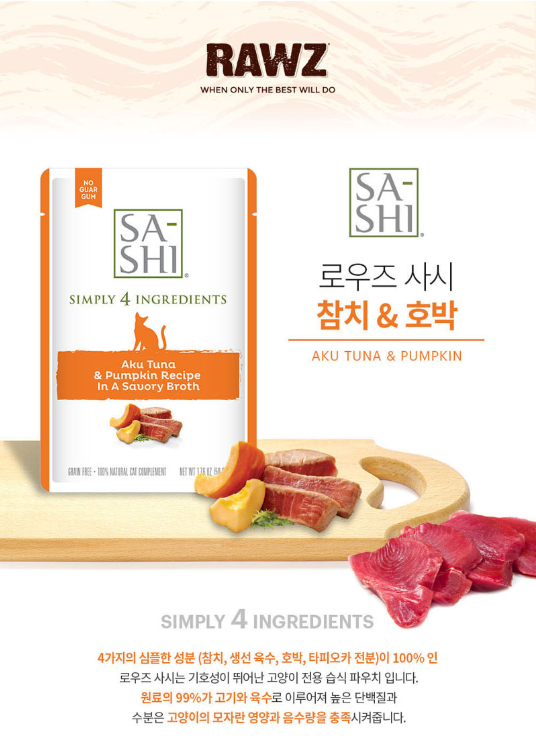 RAWZ
WHEN ONLY THE BEST WILL DO
NO
GUAR
GUM
SA-
SHI
SIMPLY 4 INGREDIENTS
Aku Tuna
& Pumpkin Recipe
In A Savory Broth
GRAIN FREE • 100% NATURAL CAT COMPLEMENT
NET WT 1.76 OZ
SA-
SHI
로우즈 사시
참치 & 호박
AKU TUNA & PUMPKIN
SIMPLY 4 INGREDIENTS
4가지의 심플한 성분 (참치, 생선 육수, 호박, 타피오카 전분)이 100% 인
로우즈 사시는 기호성이 뛰어난 고양이 전용 습식 파우치 입니다.
원료의 99%가 고기와 육수로 이루어져 높은 단백질과
수분은 고양이의 모자란 영양과 음수량을 충족시켜줍니다.